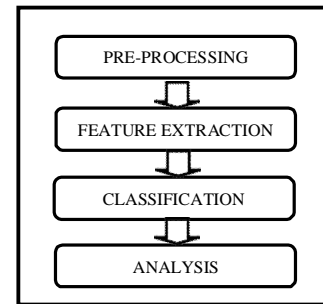 PRE-PROCESSING
FEATURE EXTRACTION
CLASSIFICATION
ANALYSIS